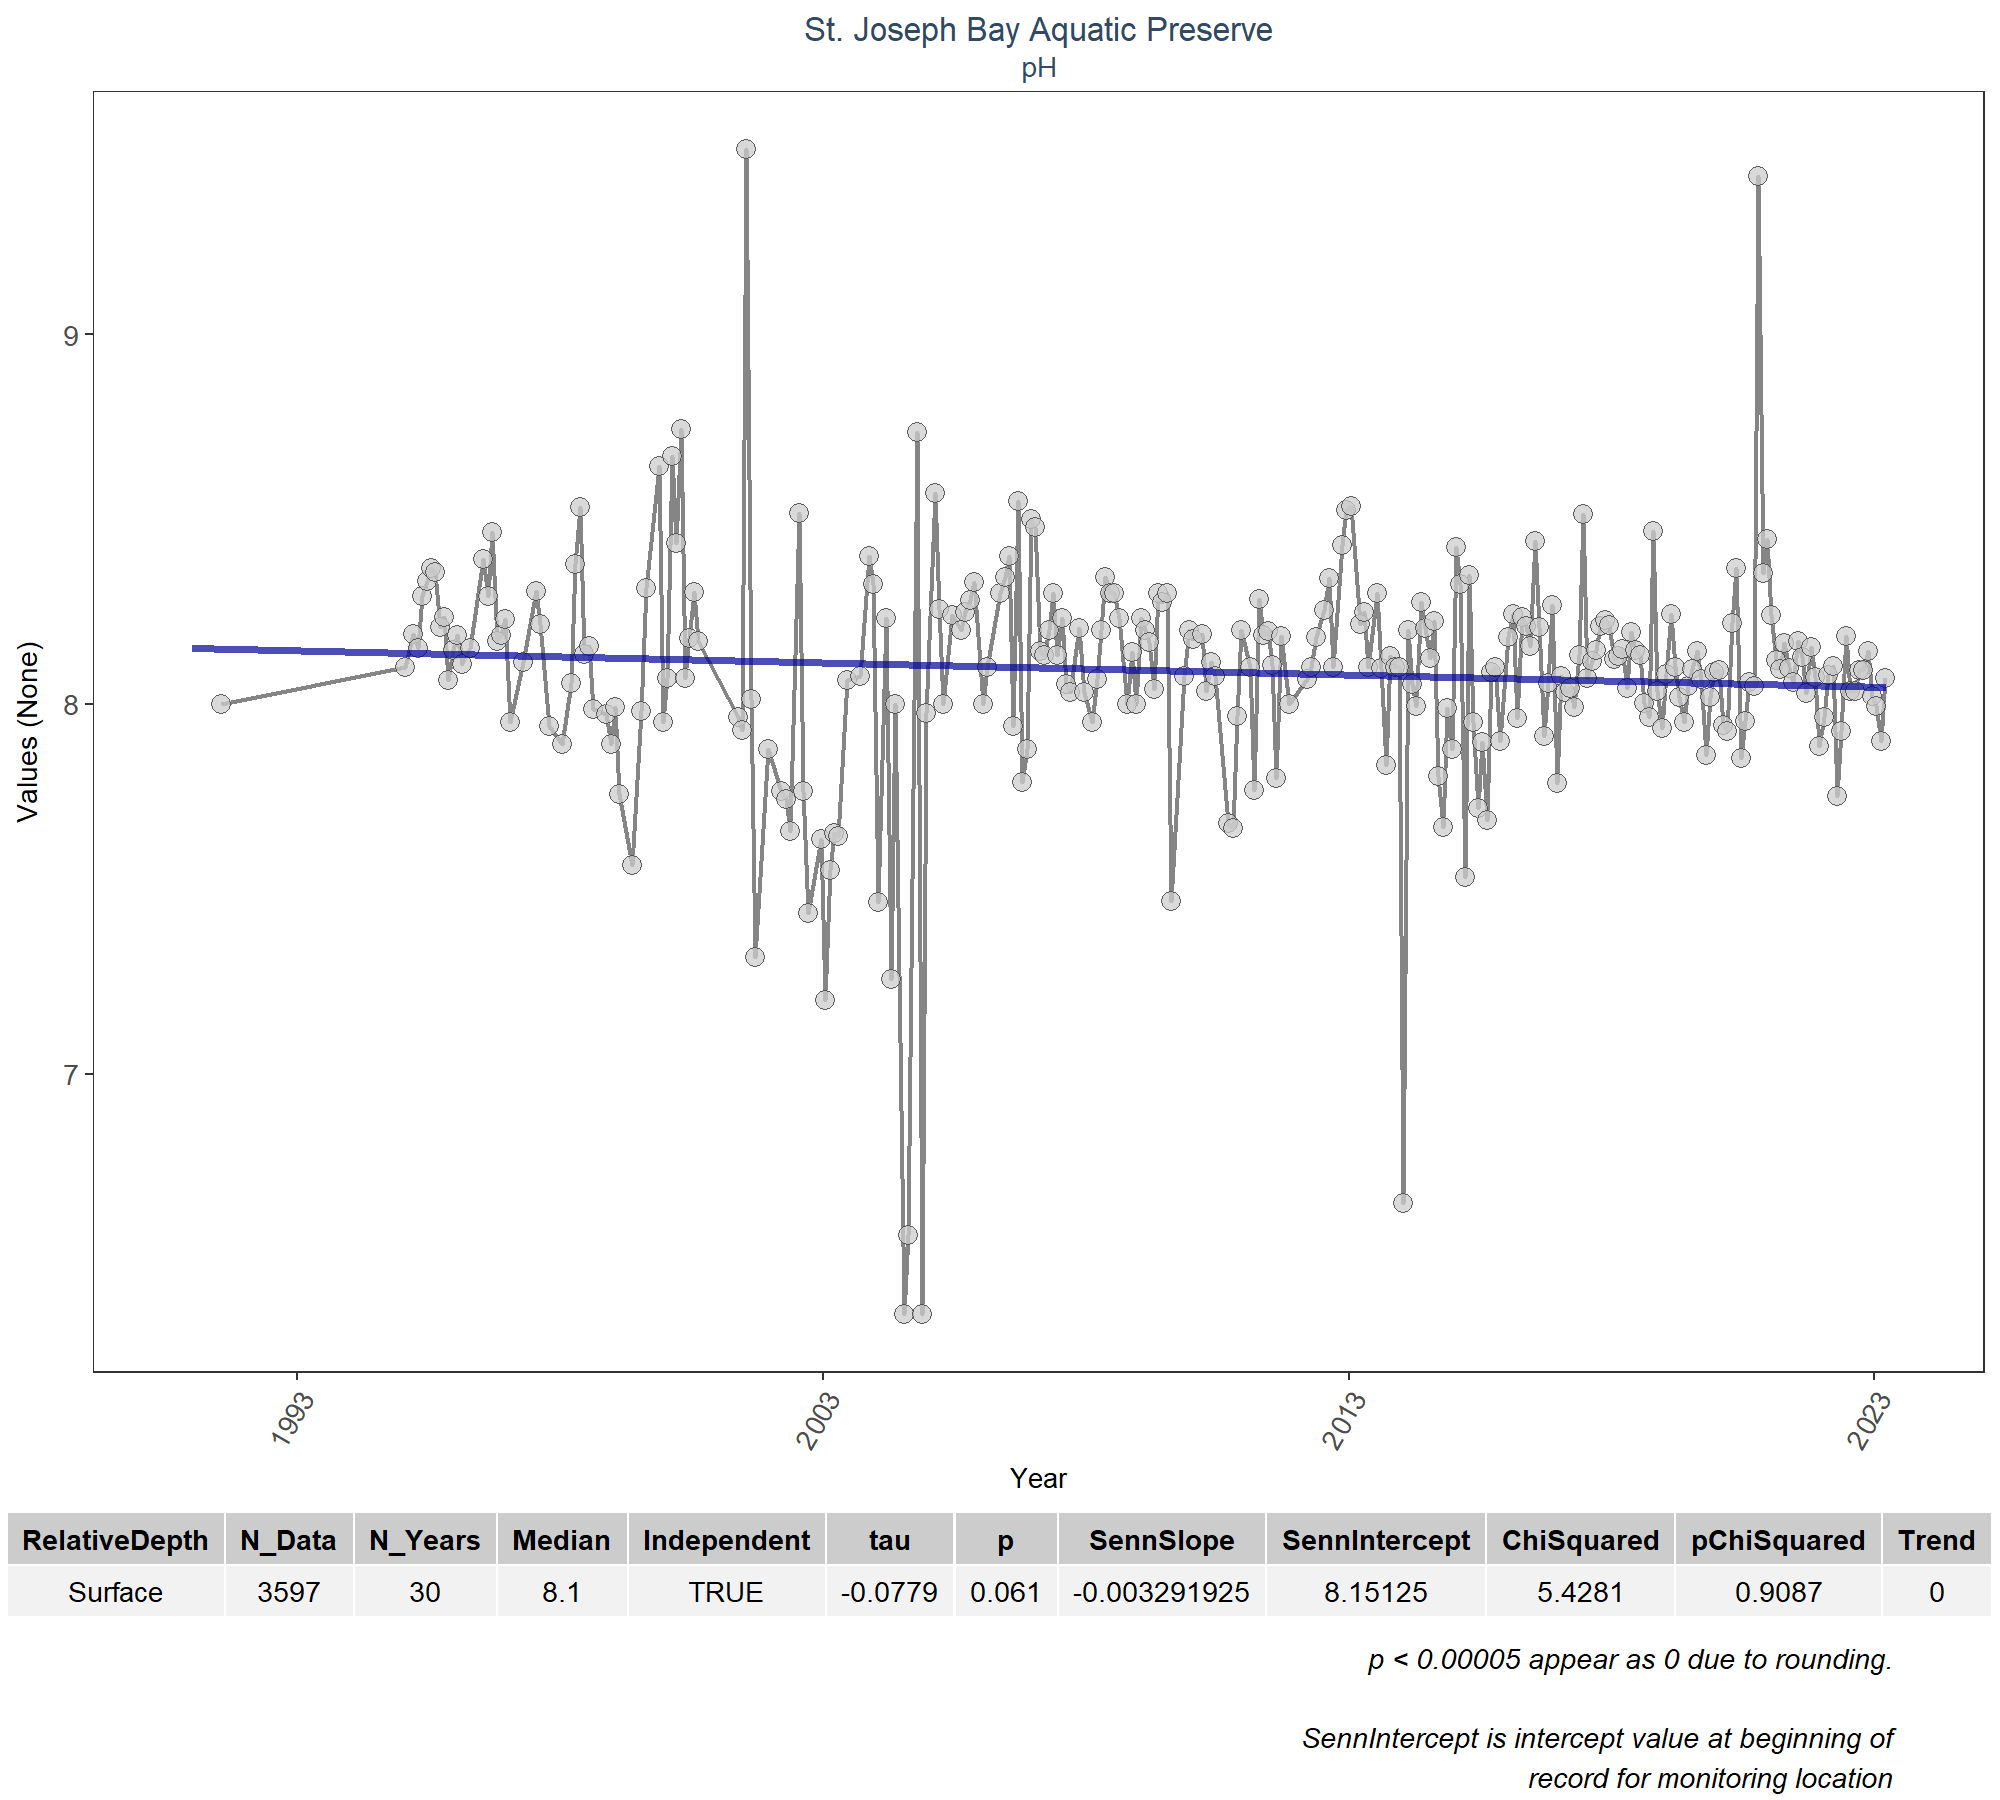 St. Joseph Bay Aquatic Preserve
pH
Values (None)
9
8
7
1993
2003
2013
2023
Year
RelativeDepth N_Data N_Years Median Independent tau p SennSlope SennIntercept ChiSquared pChiSquared Trend
Surface 3597 30 8.1 TRUE -0.0779 0.061 -0.003291925 8.15125 5.4281 0.9087 0
p < 0.00005 appear as 0 due to rounding.
SennIntercept is intercept value at beginning of
record for monitoring location